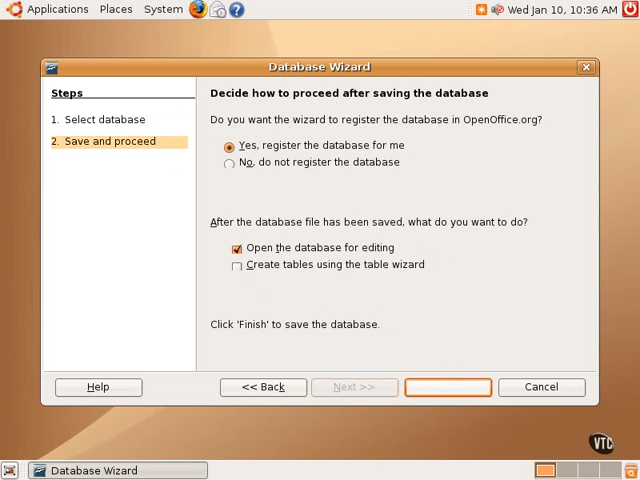 Applications Places System Wed Jan 10, 10:36 AM
Database Wizard
Steps
1. Select database
2. Save and proceed
Decide how to proceed after saving the database
Do you want the wizard to register the database in OpenOffice.org?
Yes, register the database for me
No, do not register the database
After the database file has been saved, what do you want to do?
Open the database for editing
Create tables using the table wizard
Click 'Finish' to save the database.
Help << Back Next >> Cancel
VTC
Database Wizard